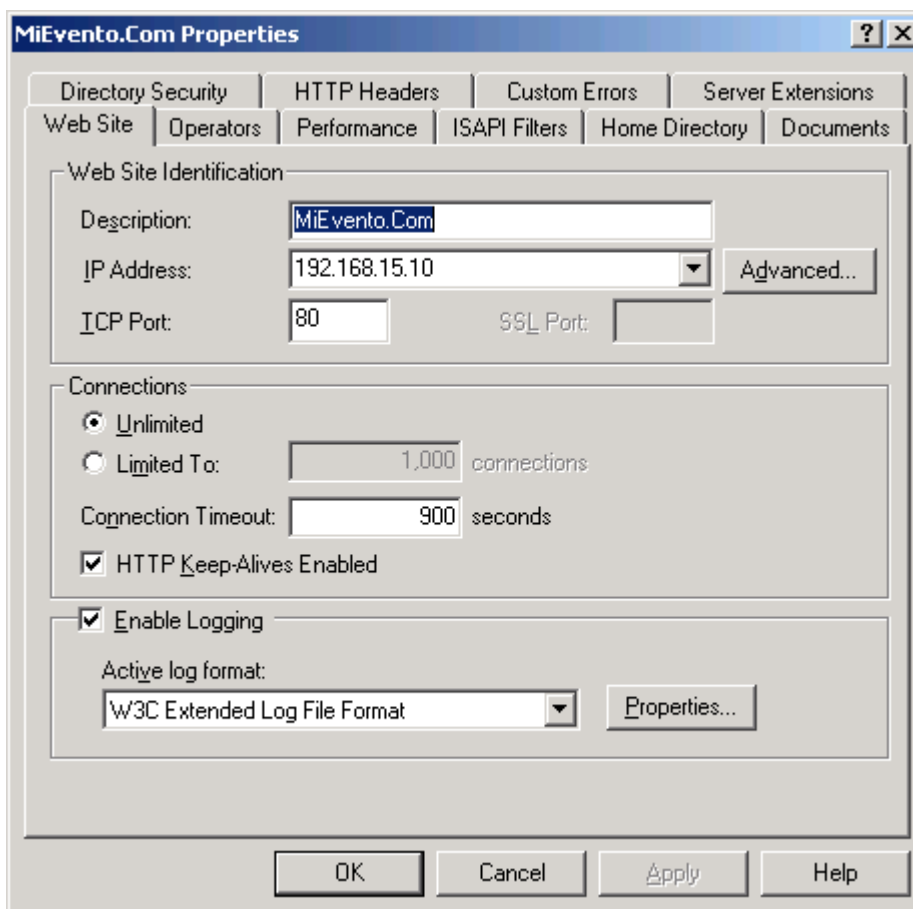 MiEvento.Com Properties
Directory Security HTTP Headers Custom Errors Server Extensions
Web Site Operators Performance ISAPI Filters Home Directory Documents
Web Site Identification
Description: MiEvento.Com
IP Address: 192.168.15.10 Advanced...
TCP Port: 80 SSL Port:
Connections
Unlimited
Limited To: 1,000 connections
Connection Timeout: 900 seconds
HTTP Keep-Alives Enabled
Enable Logging
Active log format:
W3C Extended Log File Format Properties...
OK Cancel Apply Help